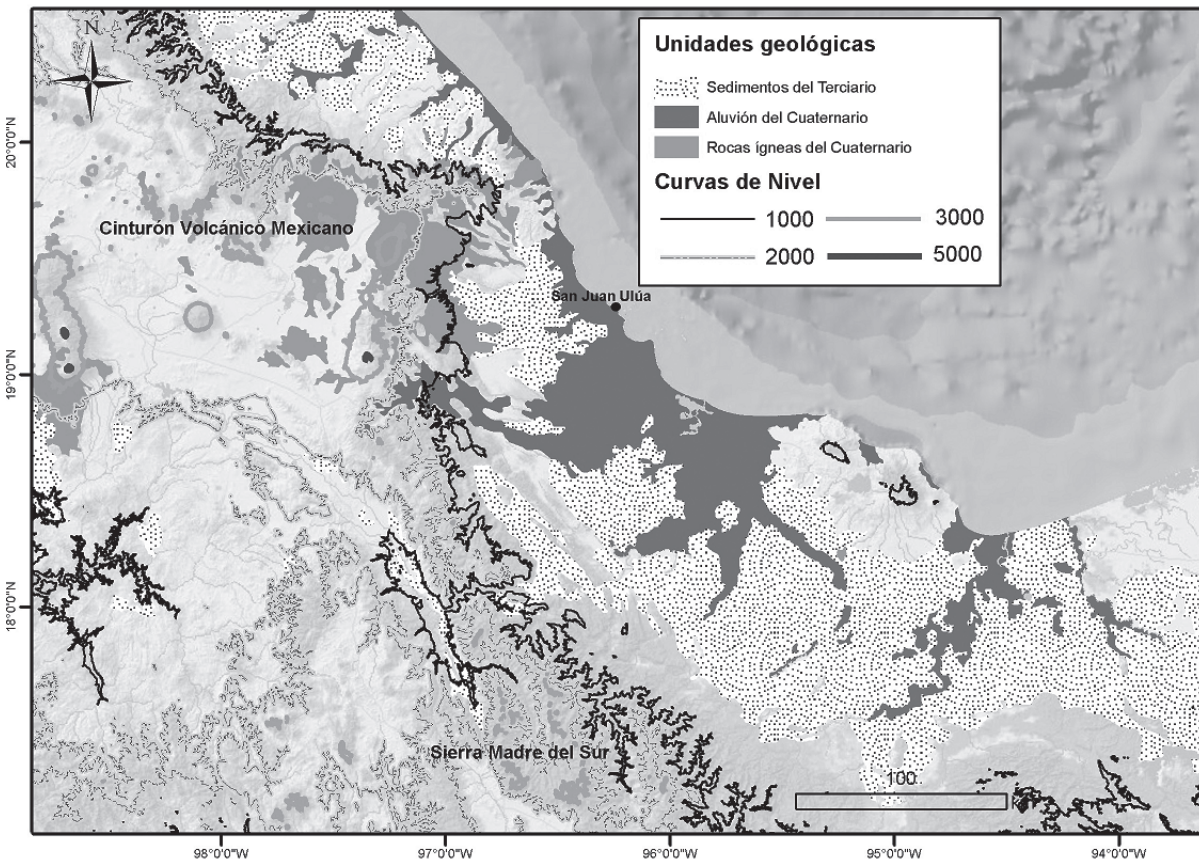 N
Unidades geológicas
Sedimentos del Terciario
Aluvión del Cuaternario
Rocas ígneas del Cuaternario
Curvas de Nivel
1000
3000
2000
5000
20°0'0"N
Cinturón Volcánico Mexicano
San Juan Ulúa
19°0'0"N
18°0'0"N
Sierra Madre del Sur
100
98°0'0"W
97°0'0"W
96°0'0"W
95°0'0"W
94°0'0"W